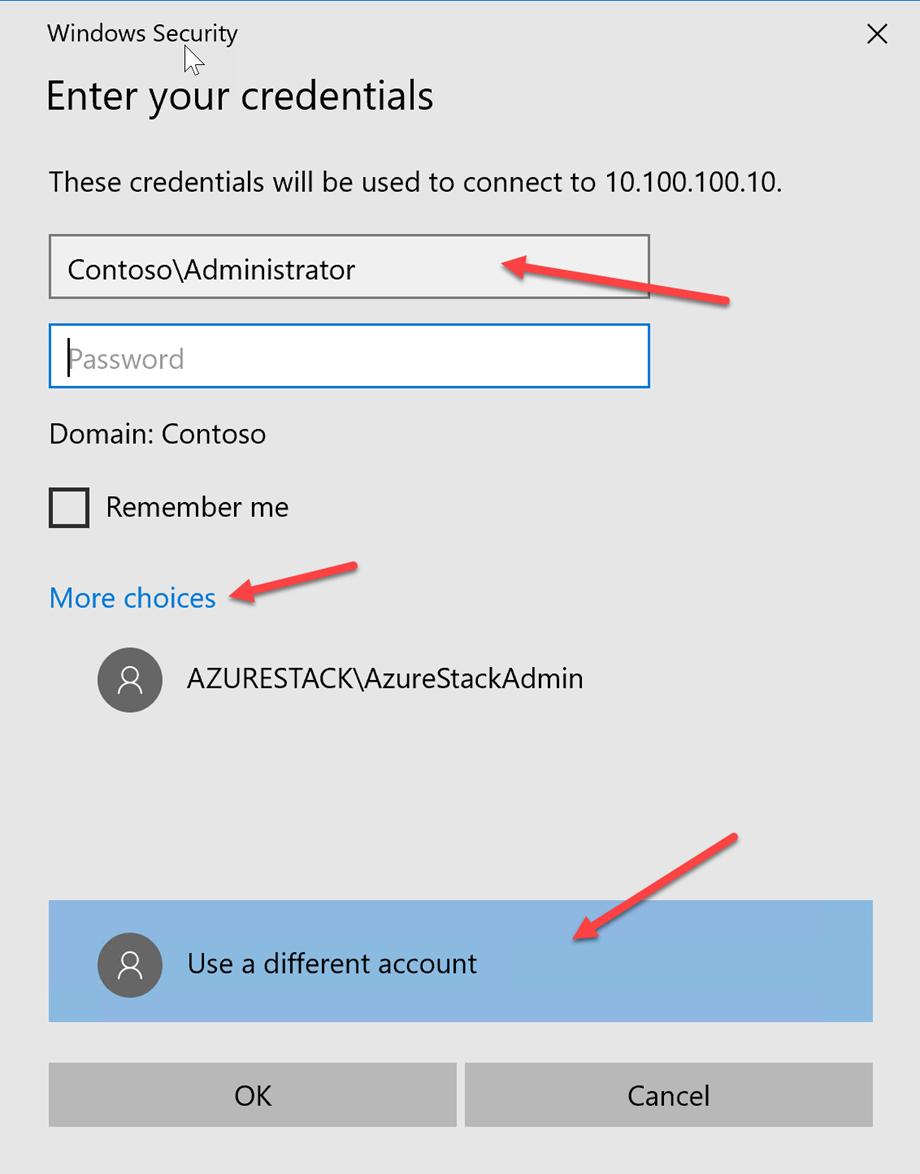 Windows Security
Enter your credentials
These credentials will be used to connect to 10.100.100.10.
Contoso\Administrator
Password
Domain: Contoso
Remember me
More choices
AZURESTACK\AzureStackAdmin
Use a different account
OK
Cancel